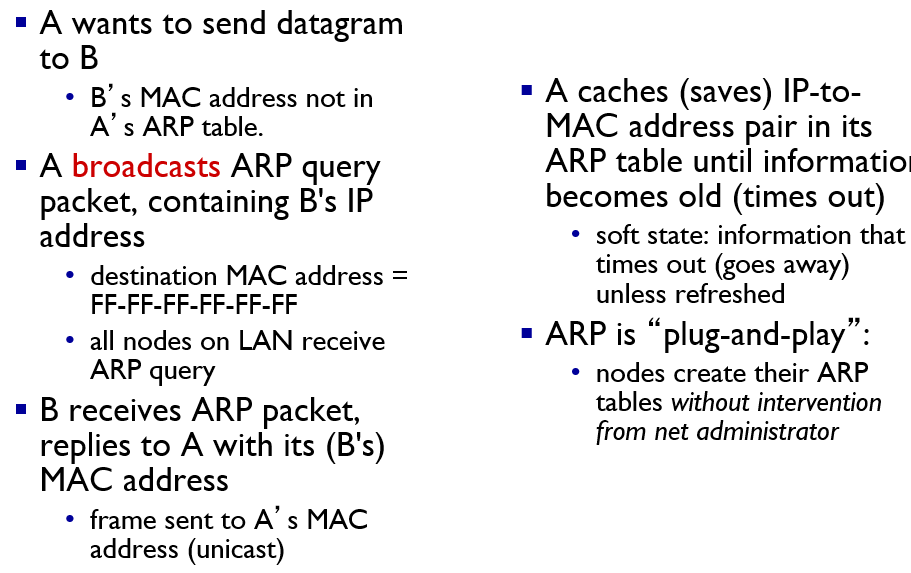 ▪ A wants to send datagram
to B
• B’s MAC address not in
A’s ARP table.
▪ A broadcasts ARP query
packet, containing B's IP
address
• destination MAC address =
FF-FF-FF-FF-FF-FF
• all nodes on LAN receive
ARP query
▪ B receives ARP packet,
replies to A with its (B's)
MAC address
• frame sent to A’s MAC
address (unicast)
▪ A caches (saves) IP-to-
MAC address pair in its
ARP table until information
becomes old (times out)
• soft state: information that
times out (goes away)
unless refreshed
▪ ARP is “plug-and-play”:
• nodes create their ARP
tables without intervention
from net administrator